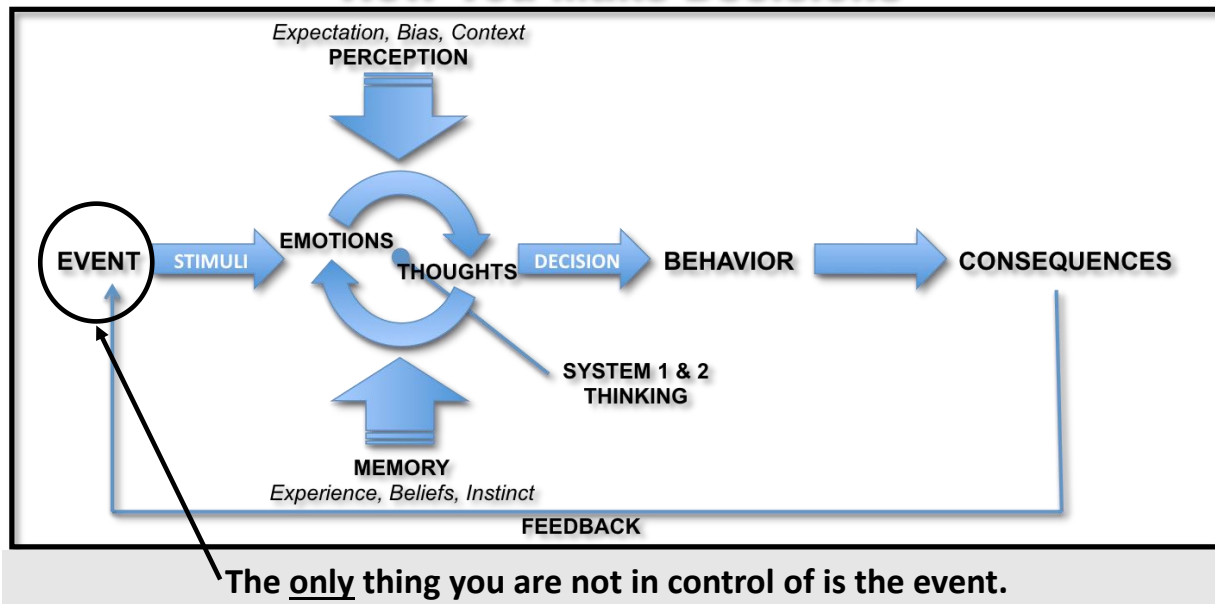 Expectation, Bias, Context
PERCEPTION
EVENT
STIMULI
EMOTIONS
THOUGHTS
DECISION
BEHAVIOR
CONSEQUENCES
SYSTEM 1 & 2
THINKING
MEMORY
Experience, Beliefs, Instinct
FEEDBACK
The only thing you are not in control of is the event.